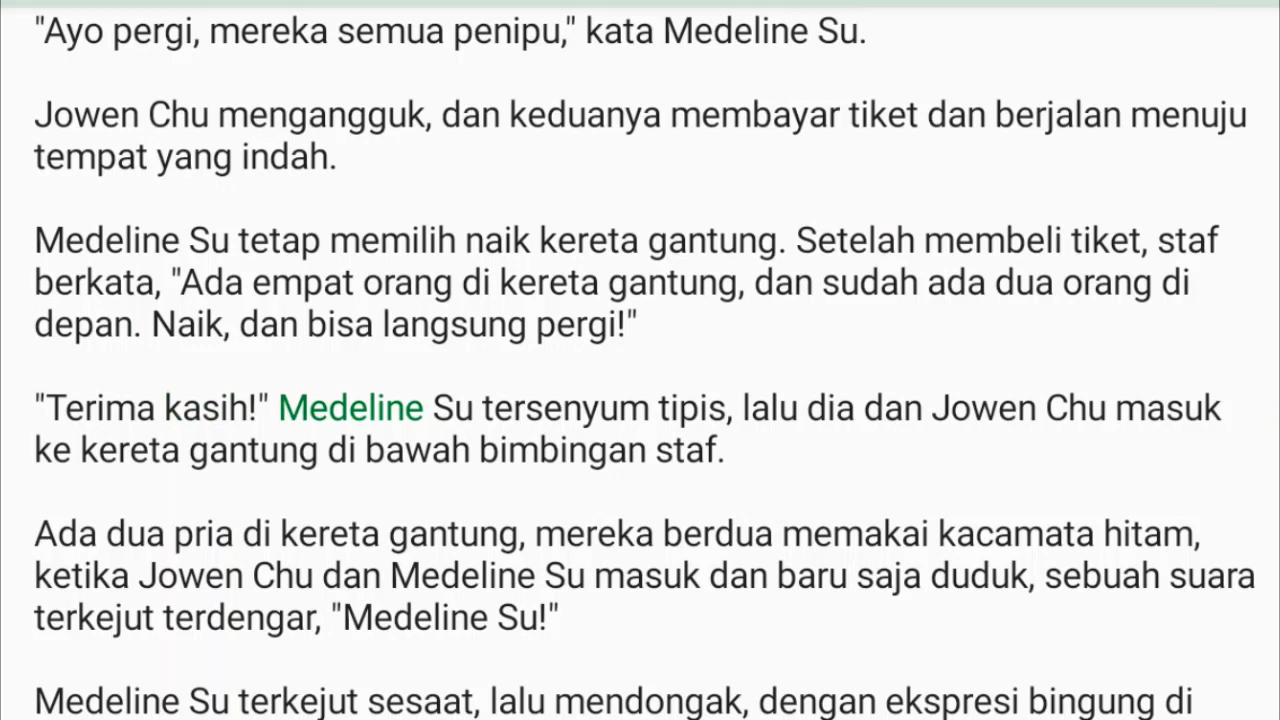 "Ayo pergi, mereka semua penipu," kata Medeline Su.
Jowen Chu mengangguk, dan keduanya membayar tiket dan berjalan menuju
tempat yang indah.
Medeline Su tetap memilih naik kereta gantung. Setelah membeli tiket, staf
berkata, "Ada empat orang di kereta gantung, dan sudah ada dua orang di
depan. Naik, dan bisa langsung pergi!"
"Terima kasih!" Medeline Su tersenyum tipis, lalu dia dan Jowen Chu masuk
ke kereta gantung di bawah bimbingan staf.
Ada dua pria di kereta gantung, mereka berdua memakai kacamata hitam,
ketika Jowen Chu dan Medeline Su masuk dan baru saja duduk, sebuah suara
terkejut terdengar, "Medeline Su!"
Medeline Su terkejut sesaat, lalu mendongak, dengan ekspresi bingung di